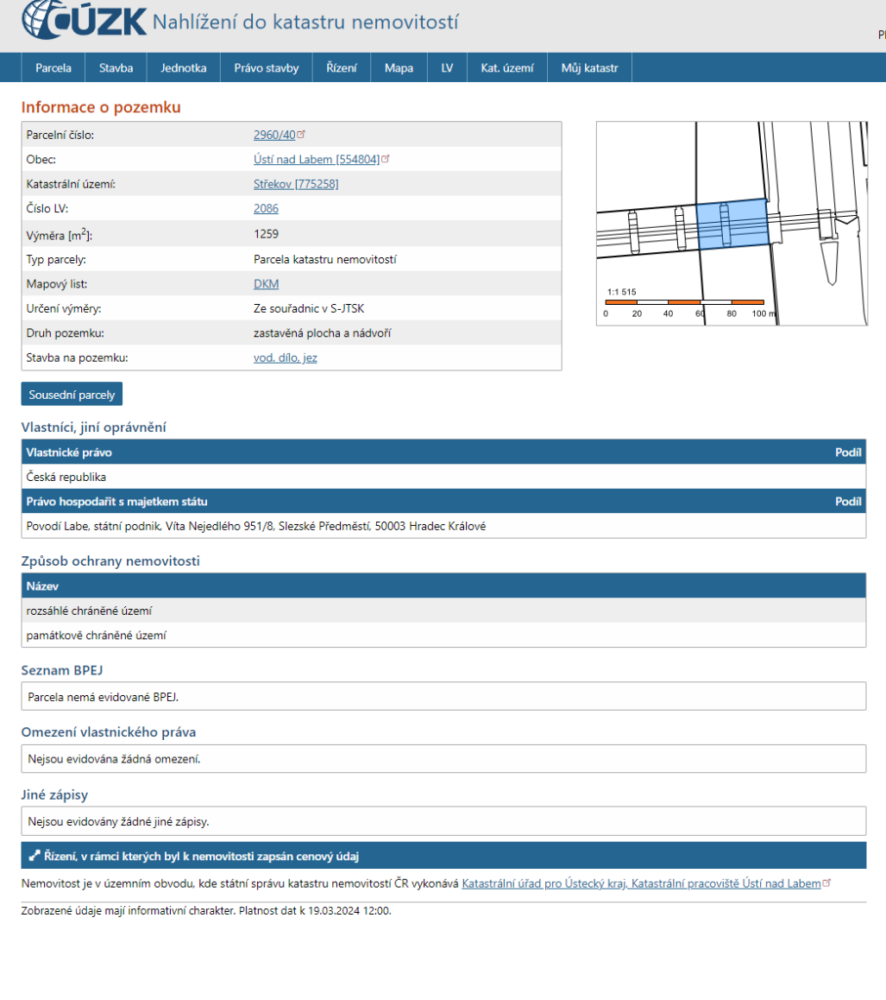 ČÚZK Nahlížení do katastru nemovitostí
Parcela Stavba Jednotka Právo stavby Řízení Mapa LV Kat. území Můj katastr
Informace o pozemku
Parcelní číslo: 2960/40
Obec: Ústí nad Labem [554804]
Katastrální území: Střekov [775258]
Číslo LV: 2086
Výměra [m²]: 1259
Typ parcely: Parcela katastru nemovitostí
Mapový list: DKM
Určení výměry: Ze souřadnic v S-JTSK
Druh pozemku: zastavěná plocha a nádvoří
Stavba na pozemku: vod. dílo, jez
1:1 515
0 20 40 60 80 100 m
Sousední parcely
Vlastníci, jiní oprávnění
Vlastnické právo Podíl
Česká republika
Právo hospodařit s majetkem státu Podíl
Povodí Labe, státní podnik, Víta Nejedlého 951/8, Slezské Předměstí, 50003 Hradec Králové
Způsob ochrany nemovitosti
Název
rozsáhlé chráněné území
památkově chráněné území
Seznam BPEJ
Parcela nemá evidované BPEJ.
Omezení vlastnického práva
Nejsou evidována žádná omezení.
Jiné zápisy
Nejsou evidovány žádné jiné zápisy.
Řízení, v rámci kterých byl k nemovitosti zapsán cenový údaj
Nemovitost je v územním obvodu, kde státní správu katastru nemovitostí ČR vykonává Katastrální úřad pro Ústecký kraj, Katastrální pracoviště Ústí nad Labem
Zobrazené údaje mají informativní charakter. Platnost dat k 19.03.2024 12:00.